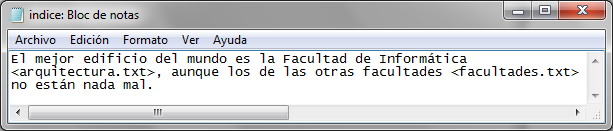 indice: Bloc de notas
Archivo Edición Formato Ver Ayuda
El mejor edificio del mundo es la Facultad de Informática
<arquitectura.txt>, aunque los de las otras facultades <facultades.txt>
no están nada mal.